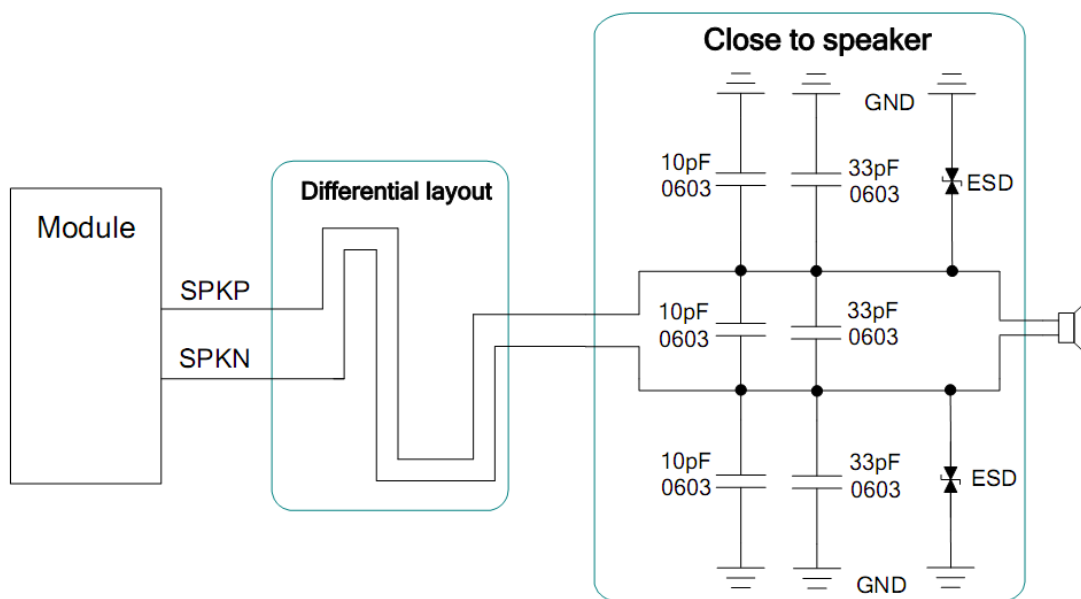 Close to speaker
GND
10pF
0603
33pF
0603
ESD
Differential layout
Module
SPKP
SPKN
10pF
0603
33pF
0603
10pF
0603
33pF
0603
ESD
GND